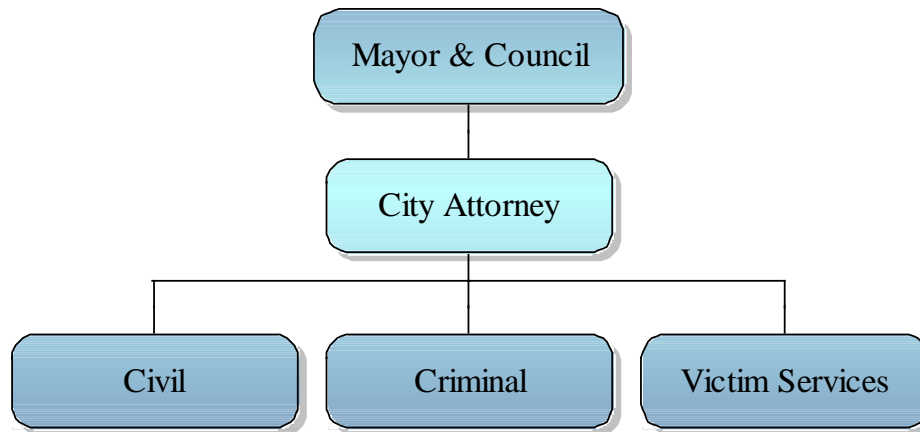 Mayor & Council
City Attorney
Civil
Criminal
Victim Services